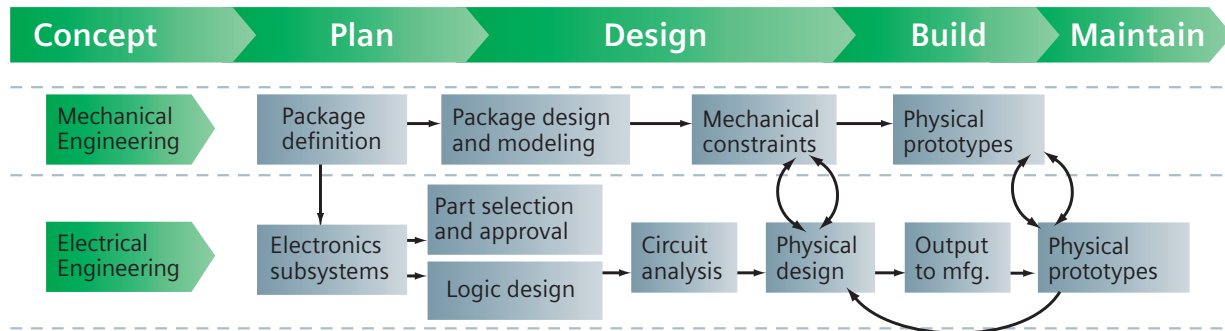 Concept Plan Design Build Maintain
Mechanical
Engineering
Package
definition
Package design
and modeling
Mechanical
constraints
Physical
prototypes
Electrical
Engineering
Electronics
subsystems
Part selection
and approval
Logic design
Circuit
analysis
Physical
design
Output
to mfg.
Physical
prototypes